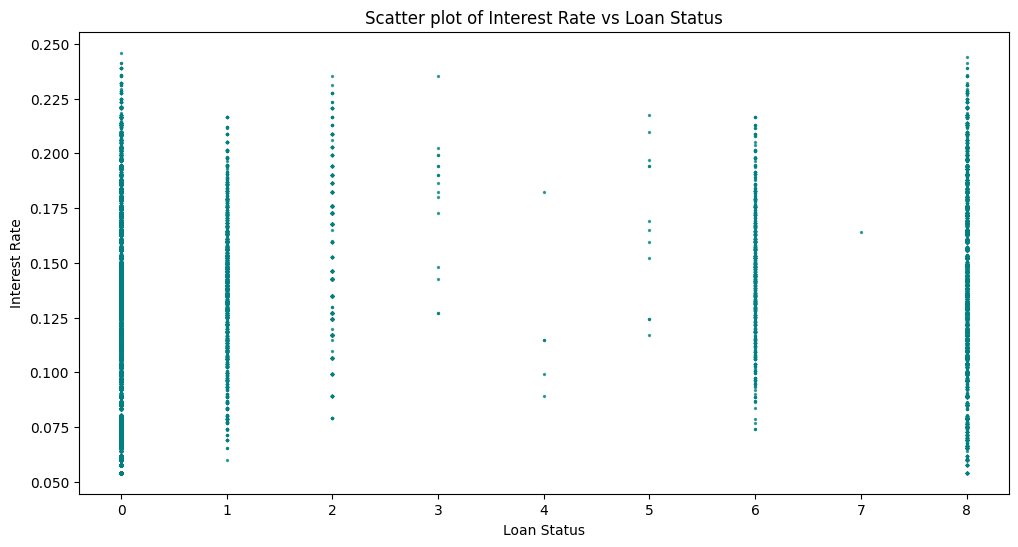 Scatter plot of Interest Rate vs Loan Status
Interest Rate
0.250
0.225
0.200
0.175
0.150
0.125
0.100
0.075
0.050
0 1 2 3 4 5 6 7 8
Loan Status